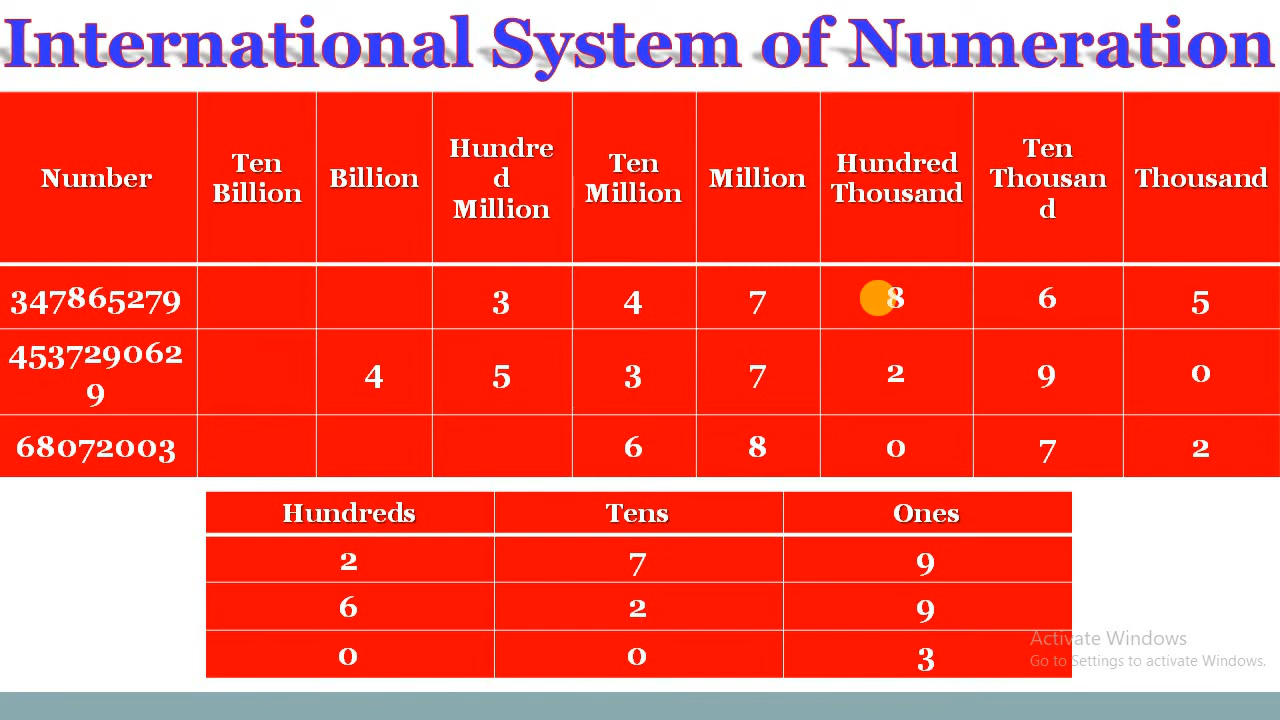 International System of Numeration
Number Ten Billion Billion Hundre d Million Ten Million Million Hundred Thousand Ten Thousan d Thousand
347865279 3 4 7 8 6 5
453729062 9 4 5 3 7 2 9 0
68072003 6 8 0 7 2
Hundreds Tens Ones
2 7 9
6 2 9
0 0 3
Activate Windows
Go to Settings to activate Windows.